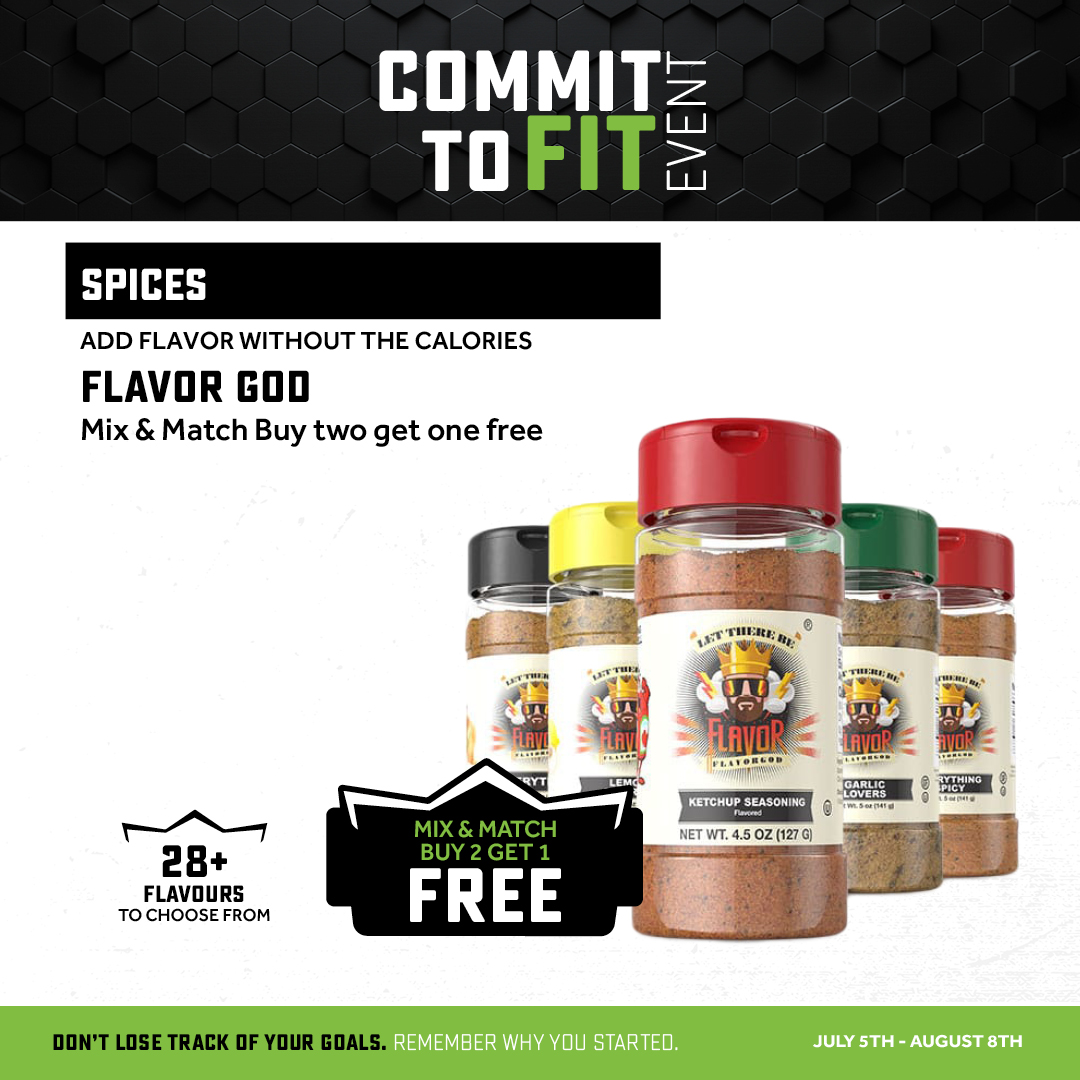 COMMIT
TO FIT
EVENT
SPICES
ADD FLAVOR WITHOUT THE CALORIES
FLAVOR GOD
Mix & Match Buy two get one free
LET THERE BE
®
FLAVOR
FLAVORGOD
KETCHUP SEASONING
Flavored
NET WT. 4.5 OZ (127 G)
GARLIC
LOVERS
28+
FLAVOURS
TO CHOOSE FROM
MIX & MATCH
BUY 2 GET 1
FREE
DON'T LOSE TRACK OF YOUR GOALS. REMEMBER WHY YOU STARTED.
JULY 5TH - AUGUST 8TH